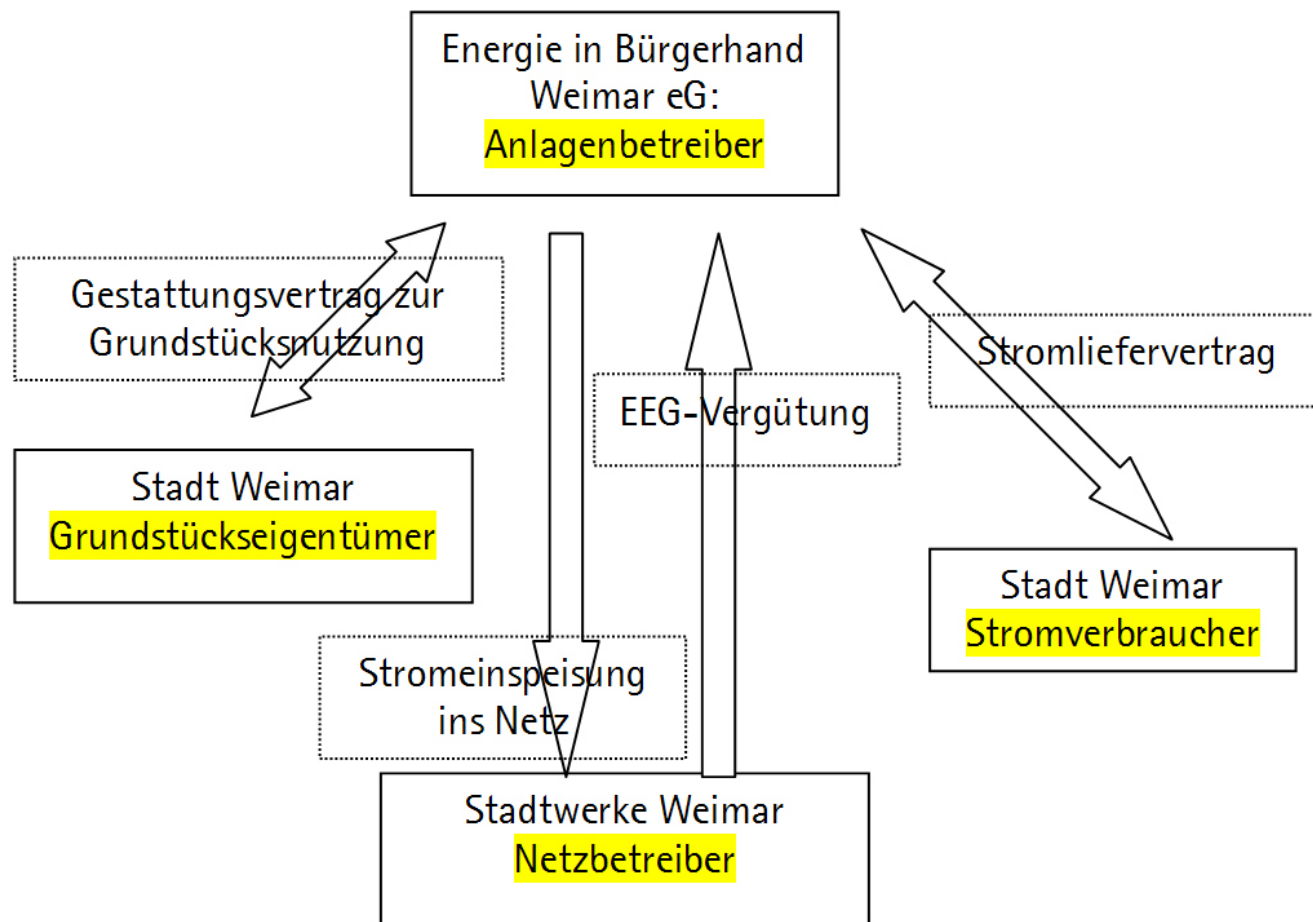 Energie in Bürgerhand
Weimar eG:
Anlagenbetreiber
Gestattungsvertrag zur
Grundstücksnutzung
Stromliefervertrag
EEG-Vergütung
Stadt Weimar
Grundstückseigentümer
Stadt Weimar
Stromverbraucher
Stromeinspeisung
ins Netz
Stadtwerke Weimar
Netzbetreiber